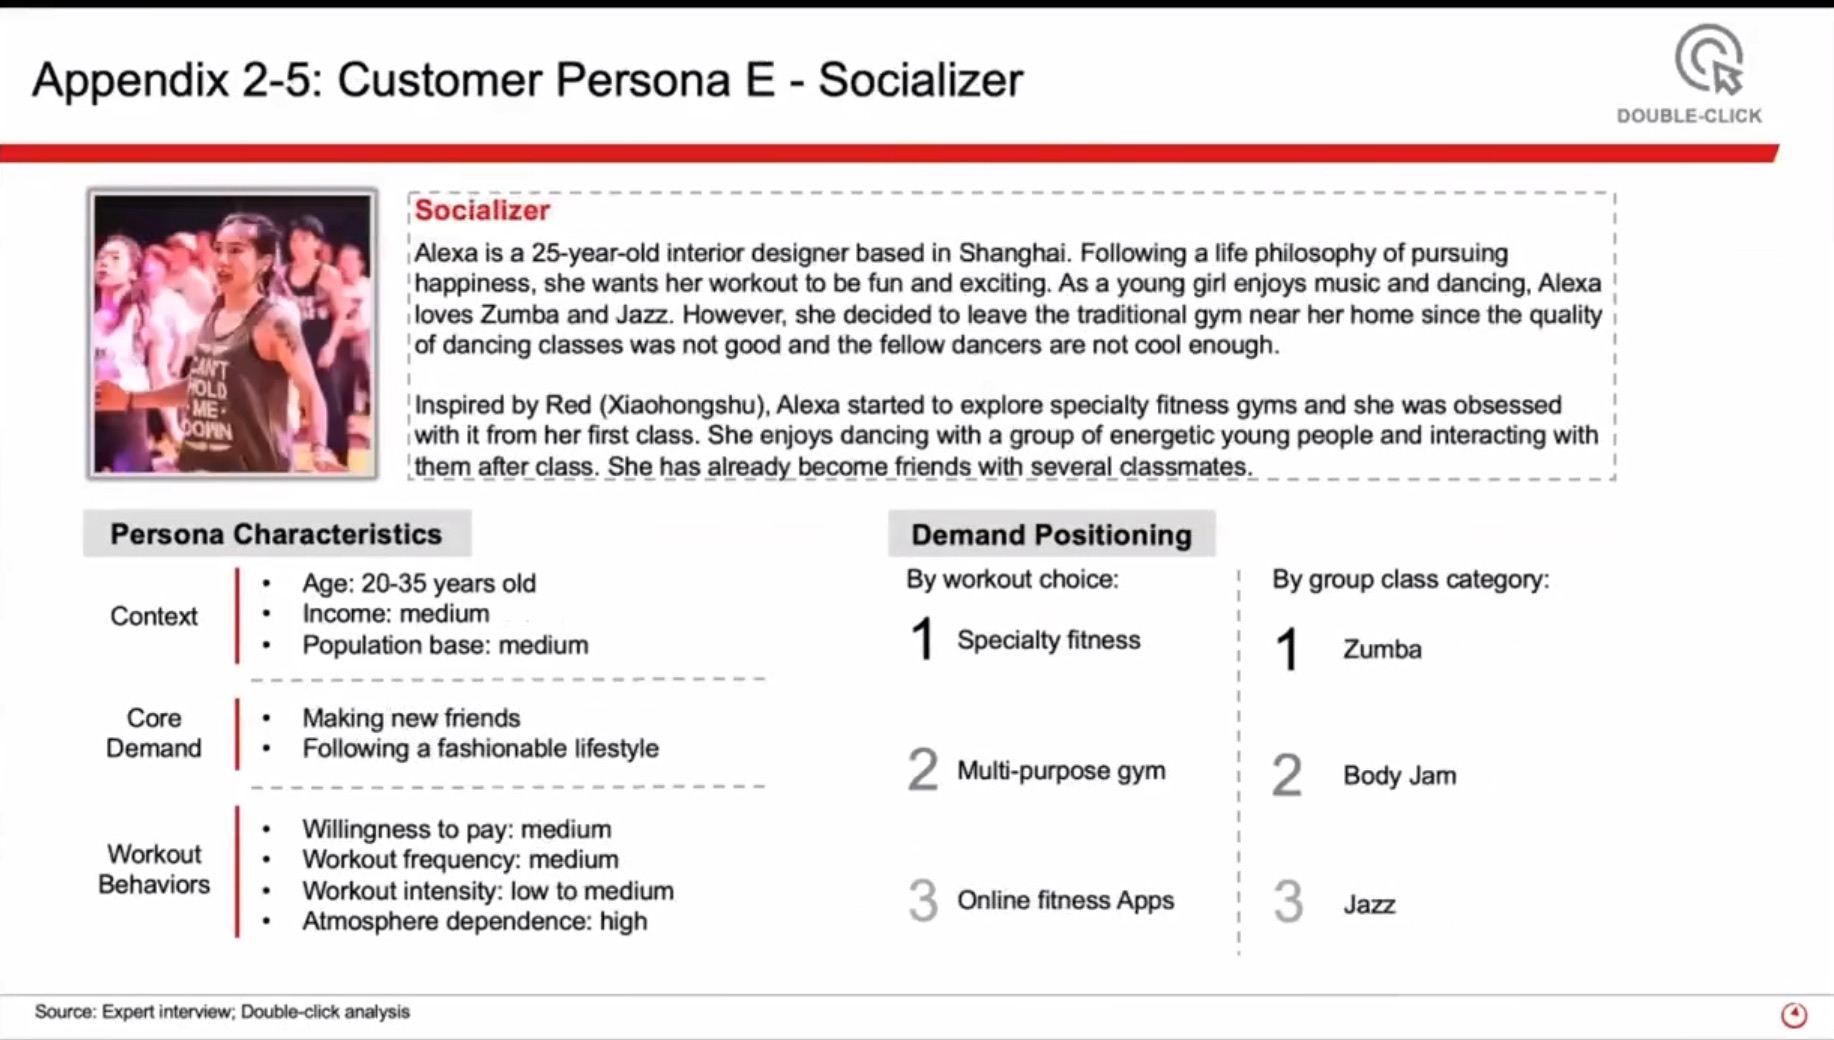 Appendix 2-5: Customer Persona E - Socializer
DOUBLE-CLICK
CAN'T
HOLD
ME
DOWN
Socializer
Alexa is a 25-year-old interior designer based in Shanghai. Following a life philosophy of pursuing
happiness, she wants her workout to be fun and exciting. As a young girl enjoys music and dancing, Alexa
loves Zumba and Jazz. However, she decided to leave the traditional gym near her home since the quality
of dancing classes was not good and the fellow dancers are not cool enough.
Inspired by Red (Xiaohongshu), Alexa started to explore specialty fitness gyms and she was obsessed
with it from her first class. She enjoys dancing with a group of energetic young people and interacting with
them after class. She has already become friends with several classmates.
Persona Characteristics
Context
• Age: 20-35 years old
• Income: medium
• Population base: medium
Core
Demand
• Making new friends
• Following a fashionable lifestyle
Workout
Behaviors
• Willingness to pay: medium
• Workout frequency: medium
• Workout intensity: low to medium
• Atmosphere dependence: high
Demand Positioning
By workout choice:
1 Specialty fitness
2 Multi-purpose gym
3 Online fitness Apps
By group class category:
1 Zumba
2 Body Jam
3 Jazz
Source: Expert interview; Double-click analysis